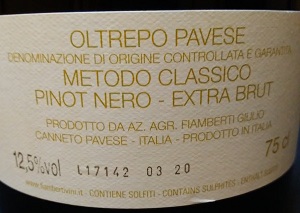 OLTREPO PAVESE
DENOMINAZIONE DI ORIGINE CONTROLLATA E GARANTITA
METODO CLASSICO
PINOT NERO - EXTRA BRUT
PRODOTTO DA AZ. AGR. FIAMBERTI GIULIO
CANNETO PAVESE - ITALIA - PRODOTTO IN ITALIA
12,5%vol L17142 03 20 75 cl
CONTIENE SOLFITI - CONTAINS SULPHITES -